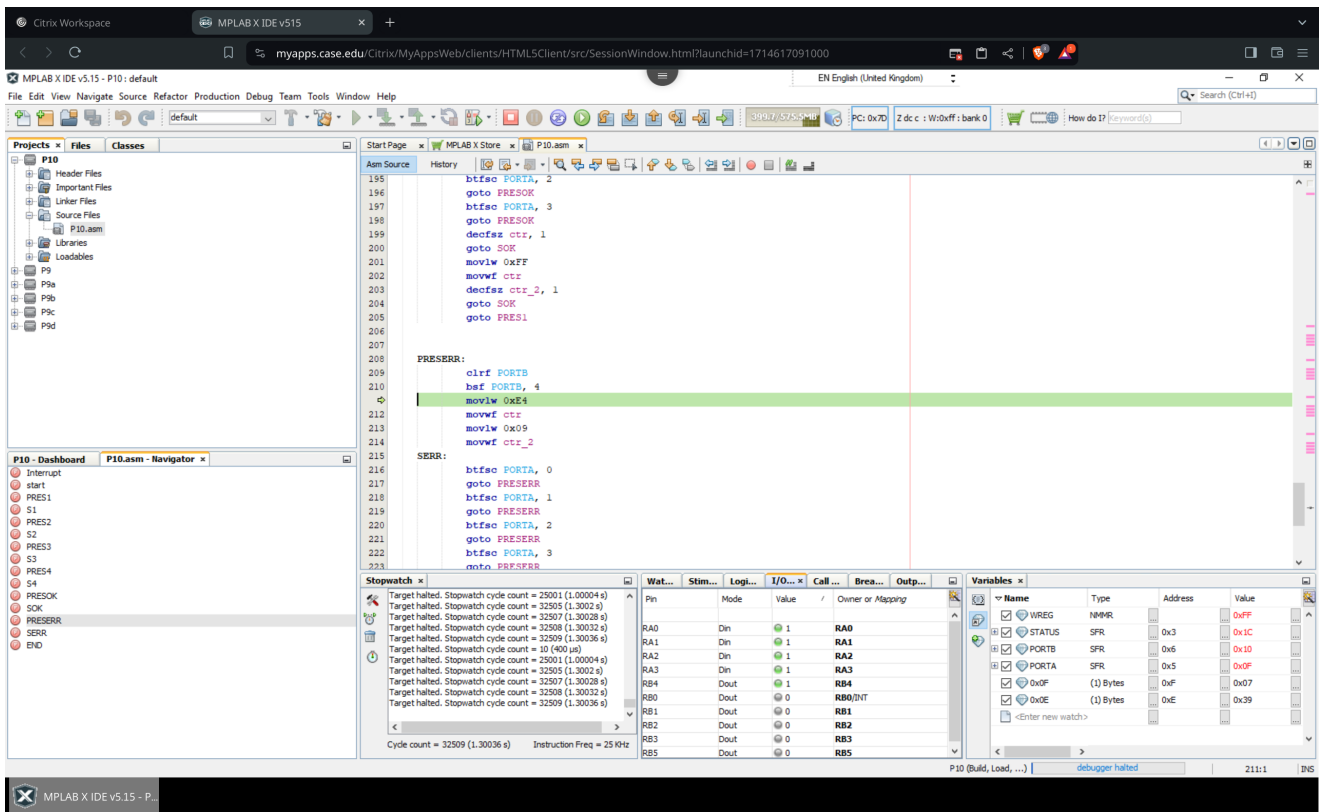 Citrix Workspace
MPLAB X IDE v515 × +
myapps.case.edu/Citrix/MyAppsWeb/clients/HTML5Client/src/SessionWindow.html?launchid=1714617091000
MPLAB X IDE v5.15 - P10 : default
EN English (United Kingdom)
File Edit View Navigate Source Refactor Production Debug Team Tools Window Help
Search (Ctrl+I)
default
399.7/575.5MB
PC: 0x7D
Z dc c : W:0xff : bank 0
How do I?
Keyword(s)
Projects × Files Classes
Start Page × MPLAB X Store × P10.asm ×
Asm Source History
P10
Header Files
Important Files
Linker Files
Source Files
P10.asm
Libraries
Loadables
P9
P9a
P9b
P9c
P9d
195 btfsc PORTA, 2
196 goto PRESOK
197 btfsc PORTA, 3
198 goto PRESOK
199 decfsz ctr, 1
200 goto SOK
201 movlw 0xFF
202 movwf ctr
203 decfsz ctr_2, 1
204 goto SOK
205 goto PRES1
206
207
208 PRESERR:
209 clrf PORTB
210 bsf PORTB, 4
movlw 0xE4
212 movwf ctr
213 movlw 0x09
214 movwf ctr_2
215 SERR:
216 btfsc PORTA, 0
217 goto PRESERR
218 btfsc PORTA, 1
219 goto PRESERR
220 btfsc PORTA, 2
221 goto PRESERR
222 btfsc PORTA, 3
223 goto PRESERR
P10 - Dashboard P10.asm - Navigator ×
Interrupt
start
PRES1
S1
PRES2
S2
PRES3
S3
PRES4
S4
PRESOK
SOK
PRESERR
SERR
END
Stopwatch ×
Target halted. Stopwatch cycle count = 25001 (1.00004 s)
Target halted. Stopwatch cycle count = 32505 (1.3002 s)
Target halted. Stopwatch cycle count = 32507 (1.30028 s)
Target halted. Stopwatch cycle count = 32508 (1.30032 s)
Target halted. Stopwatch cycle count = 32509 (1.30036 s)
Target halted. Stopwatch cycle count = 10 (400 µs)
Target halted. Stopwatch cycle count = 25001 (1.00004 s)
Target halted. Stopwatch cycle count = 32505 (1.3002 s)
Target halted. Stopwatch cycle count = 32507 (1.30028 s)
Target halted. Stopwatch cycle count = 32508 (1.30032 s)
Target halted. Stopwatch cycle count = 32509 (1.30036 s)
Cycle count = 32509 (1.30036 s) Instruction Freq = 25 KHz
Wat... Stim... Logi... I/O... × Call ... Brea... Outp...
Pin Mode Value / Owner or Mapping
RA0 Din 1 RA0
RA1 Din 1 RA1
RA2 Din 1 RA2
RA3 Din 1 RA3
RB4 Dout 1 RB4
RB0 Dout 0 RB0/INT
RB1 Dout 0 RB1
RB2 Dout 0 RB2
RB3 Dout 0 RB3
RB5 Dout 0 RB5
Variables ×
Name Type Address Value
WREG NMMR 0xFF
STATUS SFR 0x3 0x1C
PORTB SFR 0x6 0x10
PORTA SFR 0x5 0x0F
0x0F (1) Bytes 0xF 0x07
0x0E (1) Bytes 0xE 0x39
<Enter new watch>
P10 (Build, Load, ...) debugger halted 211:1 INS
MPLAB X IDE v5.15 - P...